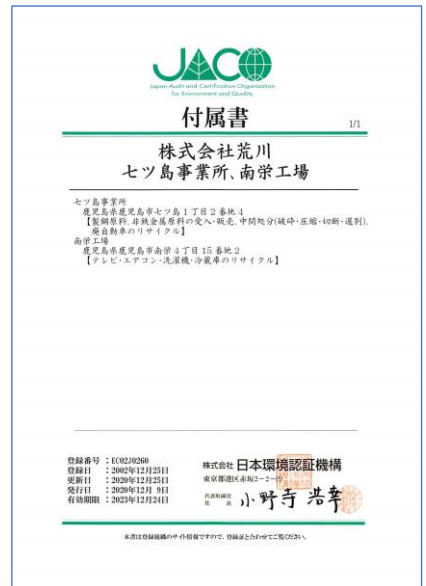 JACO
Japan Audit and Certification Organization
for Environment and Quality
付属書
1/1
株式会社荒川
七ツ島事業所、南栄工場
七ツ島事業所
鹿児島県鹿児島市七ツ島1丁目2番地4
【製鋼原料、非鉄金属原料の受入・販売、中間処分(破砕・圧縮・切断・選別)、
廃自動車のリサイクル】
南栄工場
鹿児島県鹿児島市南栄4丁目15番地2
【テレビ・エアコン・洗濯機・冷蔵庫のリサイクル】
登録番号 :EC02J0260
登録日 :2002年12月25日
更新日 :2020年12月25日
発行日 :2020年12月 9日
有効期限 :2023年12月24日
株式会社 日本環境認証機構
東京都港区赤坂2-2-19
代表取締役
社 長
小野寺 浩幸
本書は登録組織のサイト情報ですので、登録証と合わせてご覧ください。